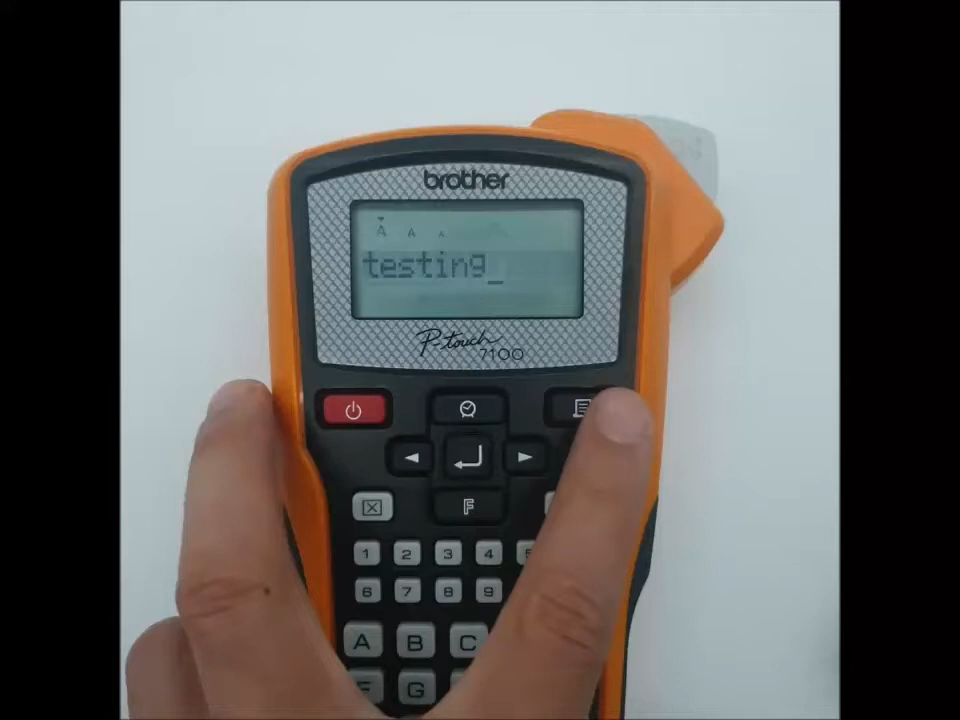 brother
A A A
testing_
P-touch
7100
F
1 2 3 4
6 7 8 9
A B C
F G